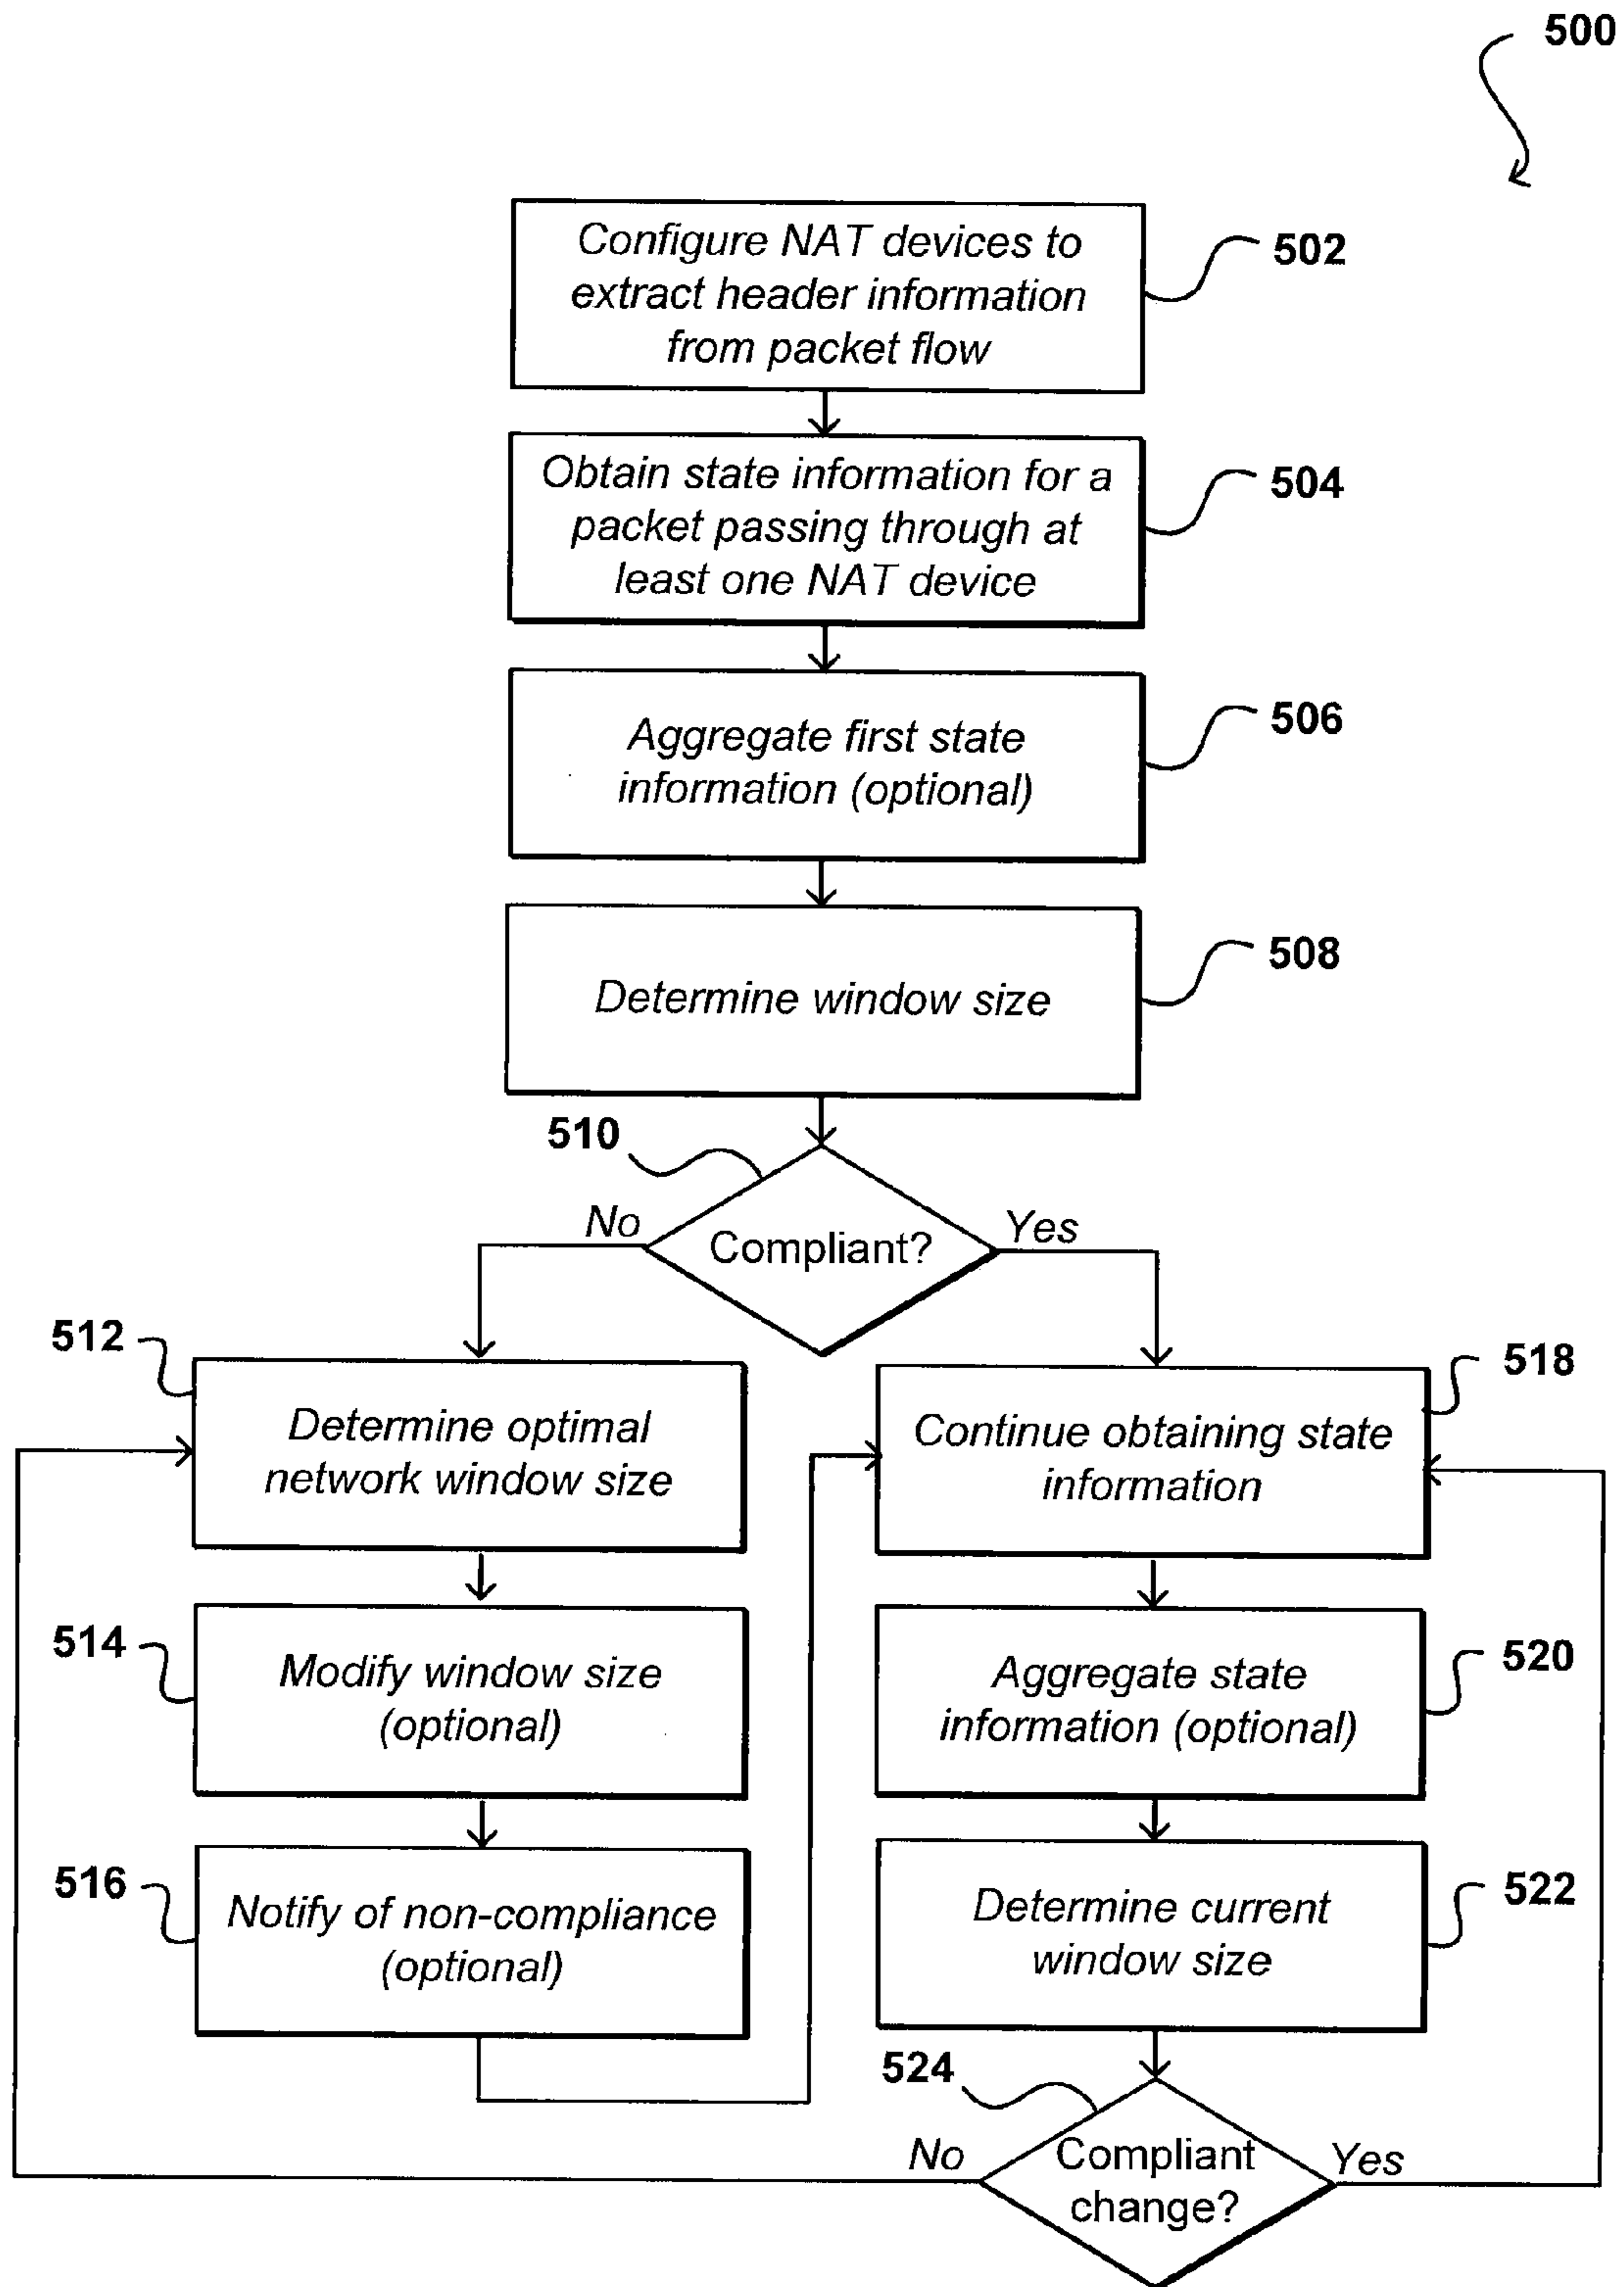 500
Configure NAT devices to
extract header information
from packet flow
502
Obtain state information for a
packet passing through at
least one NAT device
504
Aggregate first state
information (optional)
506
Determine window size
508
510
No
Compliant?
Yes
512
Determine optimal
network window size
518
Continue obtaining state
information
514
Modify window size
(optional)
520
Aggregate state
information (optional)
516
Notify of non-compliance
(optional)
522
Determine current
window size
524
No
Compliant
change?
Yes